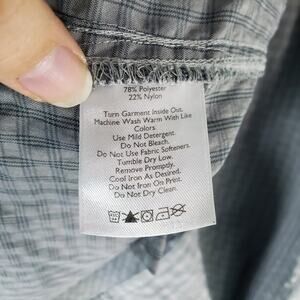 78% Polyester
22% Nylon
Turn Garment Inside Out.
Machine Wash Warm With Like
Colors.
Use Mild Detergent.
Do Not Bleach.
Do Not Use Fabric Softeners.
Tumble Dry Low.
Remove Promptly.
Cool Iron As Desired.
Do Not Iron On Print.
Do Not Dry Clean.